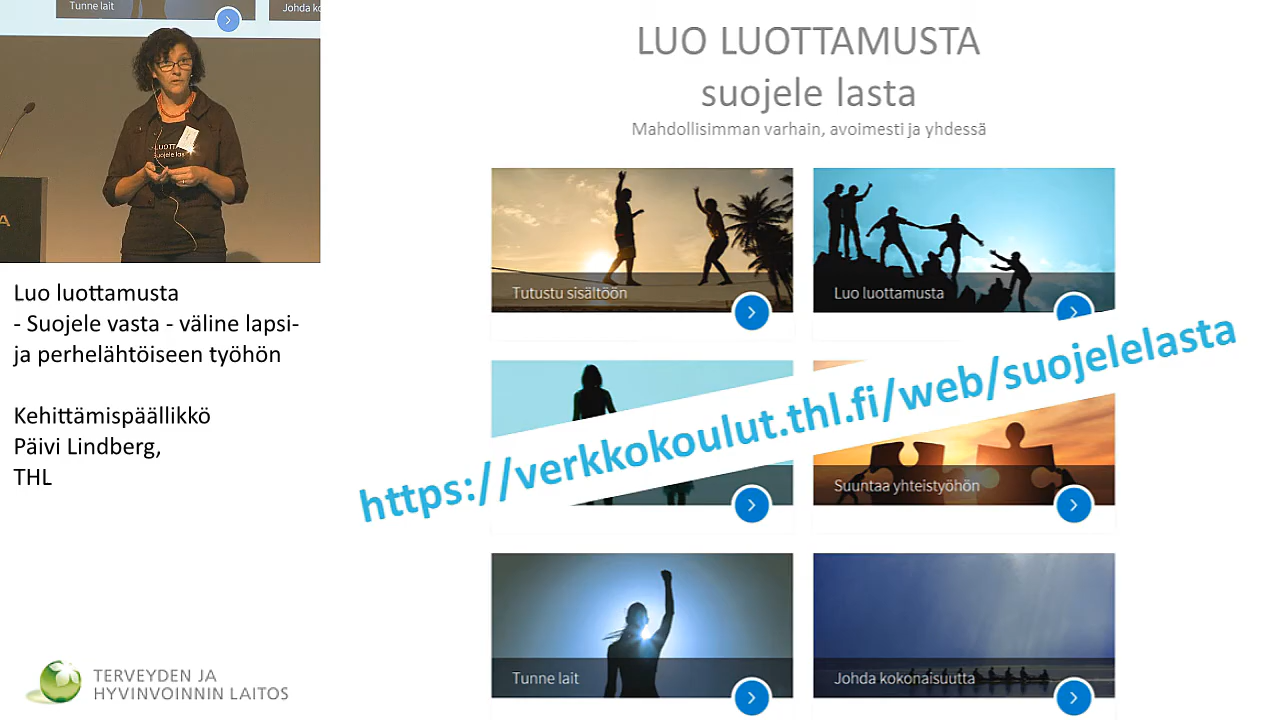 Tunne lait
Johda ko
LUOTTAM
Suojele las
A
Luo luottamusta
- Suojele vasta - väline lapsi-
ja perhelähtöiseen työhön
Kehittämispäällikkö
Päivi Lindberg,
THL
TERVEYDEN JA
HYVINVOINNIN LAITOS
LUO LUOTTAMUSTA
suojele lasta
Mahdollisimman varhain, avoimesti ja yhdessä
Tutustu sisältöön
Luo luottamusta
https://verkkokoulut.thl.fi/web/suojelelasta
Suuntaa yhteistyöhön
Tunne lait
Johda kokonaisuutta